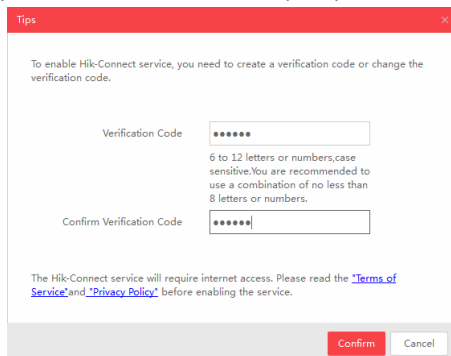 Tips
To enable Hik-Connect service, you need to create a verification code or change the
verification code.
Verification Code ●●●●●●
6 to 12 letters or numbers,case
sensitive.You are recommended to
use a combination of no less than
8 letters or numbers.
Confirm Verification Code ●●●●●●
The Hik-Connect service will require internet access. Please read the "Terms of
Service"and "Privacy Policy" before enabling the service.
Confirm Cancel